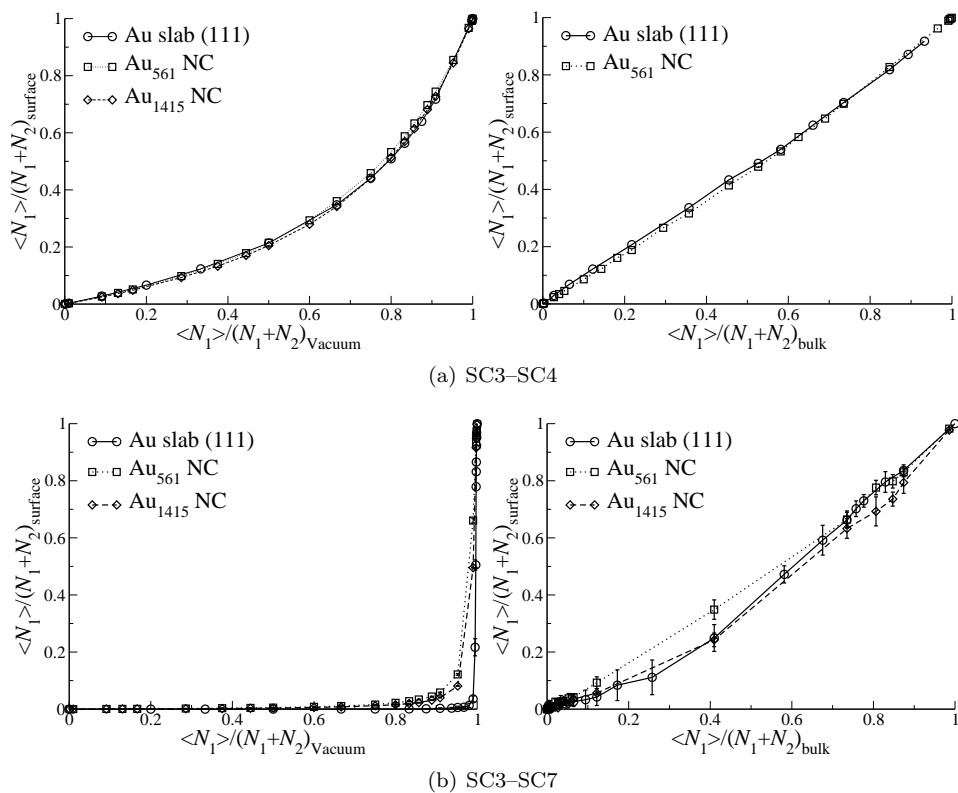 1
0.8
0.6
0.4
0.2
0
0 0.2 0.4 0.6 0.8 1
<N₁>/(N₁+N₂)surface
<N₁>/(N₁+N₂)Vacuum
Au slab (111)
Au₅₆₁ NC
Au₁₄₁₅ NC
1
0.8
0.6
0.4
0.2
0
0 0.2 0.4 0.6 0.8 1
<N₁>/(N₁+N₂)surface
<N₁>/(N₁+N₂)bulk
Au slab (111)
Au₅₆₁ NC
(a) SC3–SC4
1
0.8
0.6
0.4
0.2
0
0 0.2 0.4 0.6 0.8 1
<N₁>/(N₁+N₂)surface
<N₁>/(N₁+N₂)Vacuum
Au slab (111)
Au₅₆₁ NC
Au₁₄₁₅ NC
1
0.8
0.6
0.4
0.2
0
0 0.2 0.4 0.6 0.8 1
<N₁>/(N₁+N₂)surface
<N₁>/(N₁+N₂)bulk
Au slab (111)
Au₅₆₁ NC
Au₁₄₁₅ NC
(b) SC3–SC7